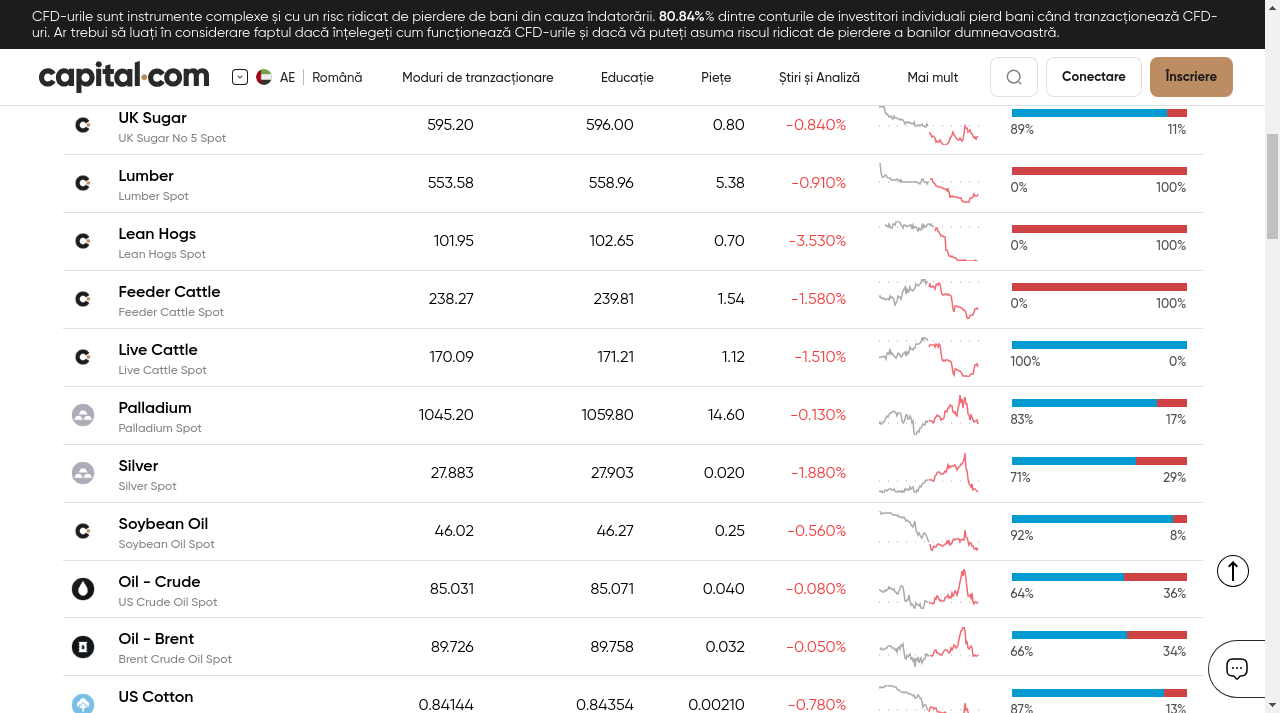 CFD-urile sunt instrumente complexe și cu un risc ridicat de pierdere de bani din cauza îndatorării. 80.84%% dintre conturile de investitori individuali pierd bani când tranzacționează CFD-
uri. Ar trebui să luați în considerare faptul dacă înțelegeți cum funcționează CFD-urile și dacă vă puteți asuma riscul ridicat de pierdere a banilor dumneavoastră.
capital.com AE Română Moduri de tranzacționare Educație Piețe Știri și Analiză Mai mult Conectare Înscriere
UK Sugar 595.20 596.00 0.80 -0.840%
UK Sugar No 5 Spot 89% 11%
Lumber 553.58 558.96 5.38 -0.910%
Lumber Spot 0% 100%
Lean Hogs 101.95 102.65 0.70 -3.530%
Lean Hogs Spot 0% 100%
Feeder Cattle 238.27 239.81 1.54 -1.580%
Feeder Cattle Spot 0% 100%
Live Cattle 170.09 171.21 1.12 -1.510%
Live Cattle Spot 100% 0%
Palladium 1045.20 1059.80 14.60 -0.130%
Palladium Spot 83% 17%
Silver 27.883 27.903 0.020 -1.880%
Silver Spot 71% 29%
Soybean Oil 46.02 46.27 0.25 -0.560%
Soybean Oil Spot 92% 8%
Oil - Crude 85.031 85.071 0.040 -0.080%
US Crude Oil Spot 64% 36%
Oil - Brent 89.726 89.758 0.032 -0.050%
Brent Crude Oil Spot 66% 34%
US Cotton 0.84144 0.84354 0.00210 -0.780%
87% 13%